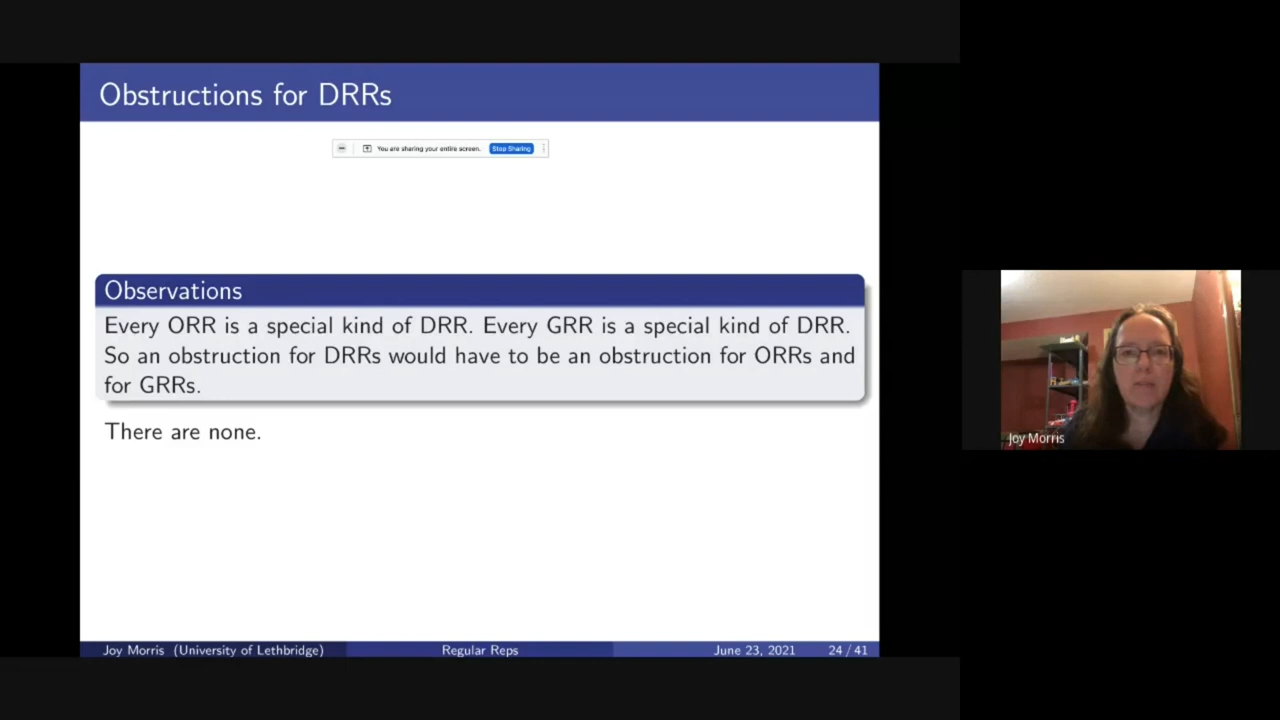 Obstructions for DRRs
You are sharing your entire screen. Stop Sharing
Observations
Every ORR is a special kind of DRR. Every GRR is a special kind of DRR.
So an obstruction for DRRs would have to be an obstruction for ORRs and
for GRRs.
There are none.
Joy Morris
Joy Morris (University of Lethbridge) Regular Reps June 23, 2021 24 / 41